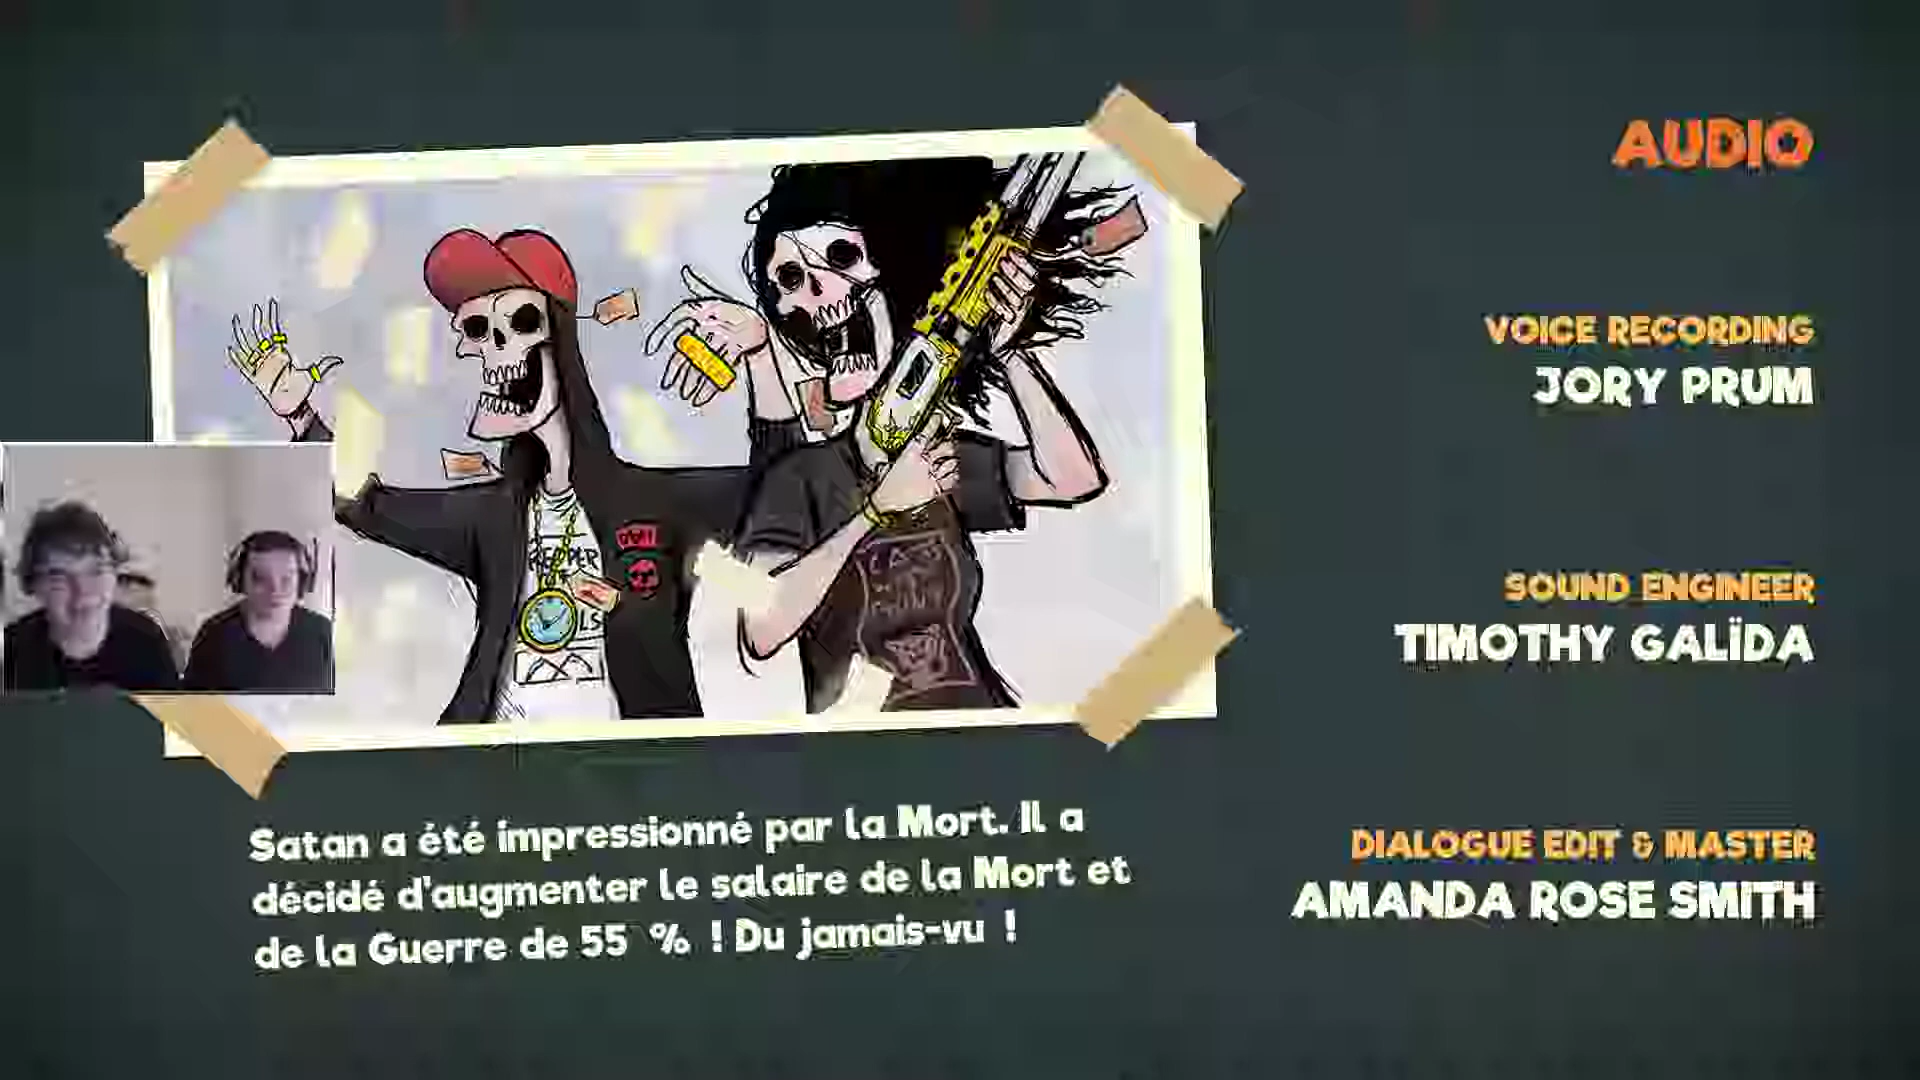 AUDIO
VOICE RECORDING
JORY PRUM
SOUND ENGINEER
TIMOTHY GALÏDA
DIALOGUE EDIT & MASTER
AMANDA ROSE SMITH
Satan a été impressionné par la Mort. Il a
décidé d'augmenter le salaire de la Mort et
de la Guerre de 55 % ! Du jamais-vu !